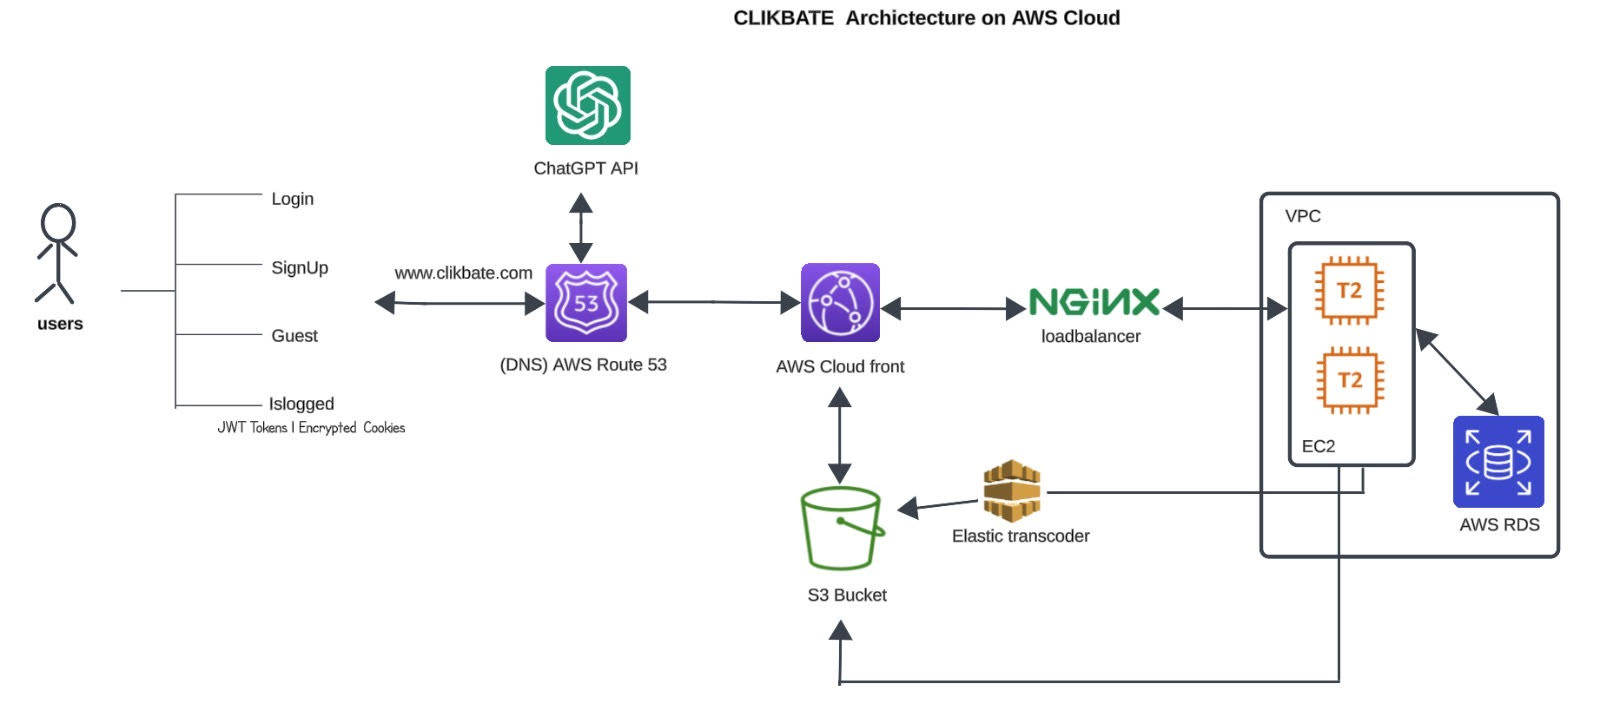 CLIKBATE Archictecture on AWS Cloud
ChatGPT API
Login
SignUp
Guest
Islogged
JWT Tokens | Encrypted Cookies
users
www.clikbate.com
53
(DNS) AWS Route 53
AWS Cloud front
NGiNX
loadbalancer
VPC
T2
T2
EC2
AWS RDS
Elastic transcoder
S3 Bucket